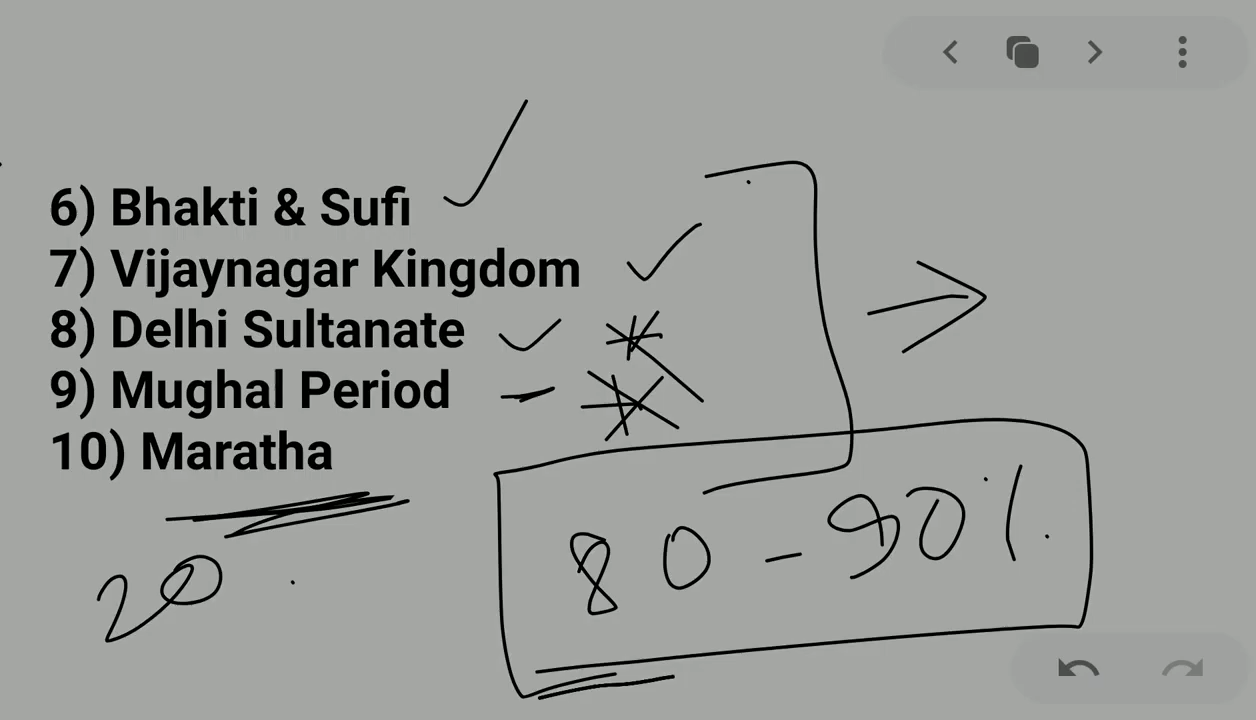 6) Bhakti & Sufi
7) Vijaynagar Kingdom
8) Delhi Sultanate
9) Mughal Period
10) Maratha
80-90%
20